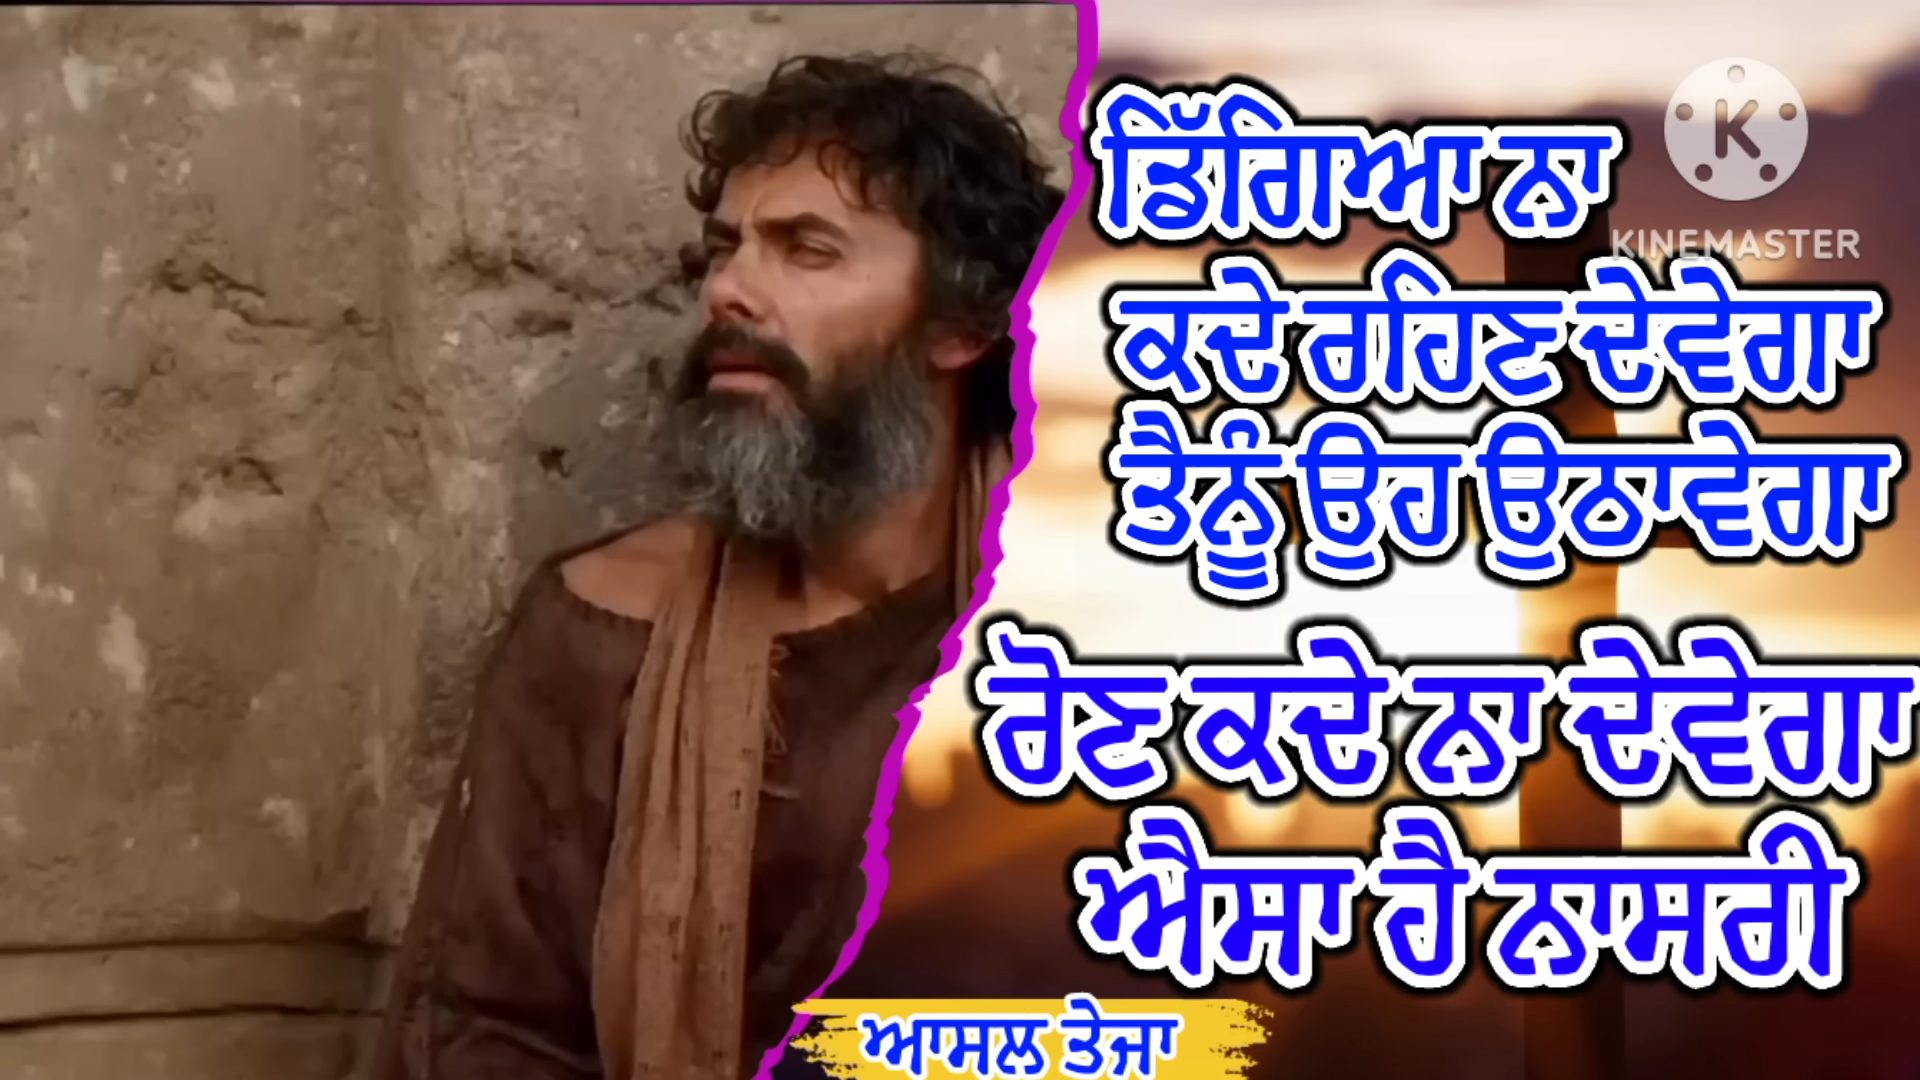 ਡਿੱਗਿਆ ਨਾ
KINEMASTER
ਕਦੇ ਰਹਿਣ ਦੇਵੇਗਾ
ਤੈਨੂੰ ਉਹ ਉਠਾਵੇਗਾ
ਰੋਣ ਕਦੇ ਨਾ ਦੇਵੇਗਾ
ਐਸਾ ਹੈ ਨਾਸਰੀ
ਆਸਲ ਤੇਜਾ